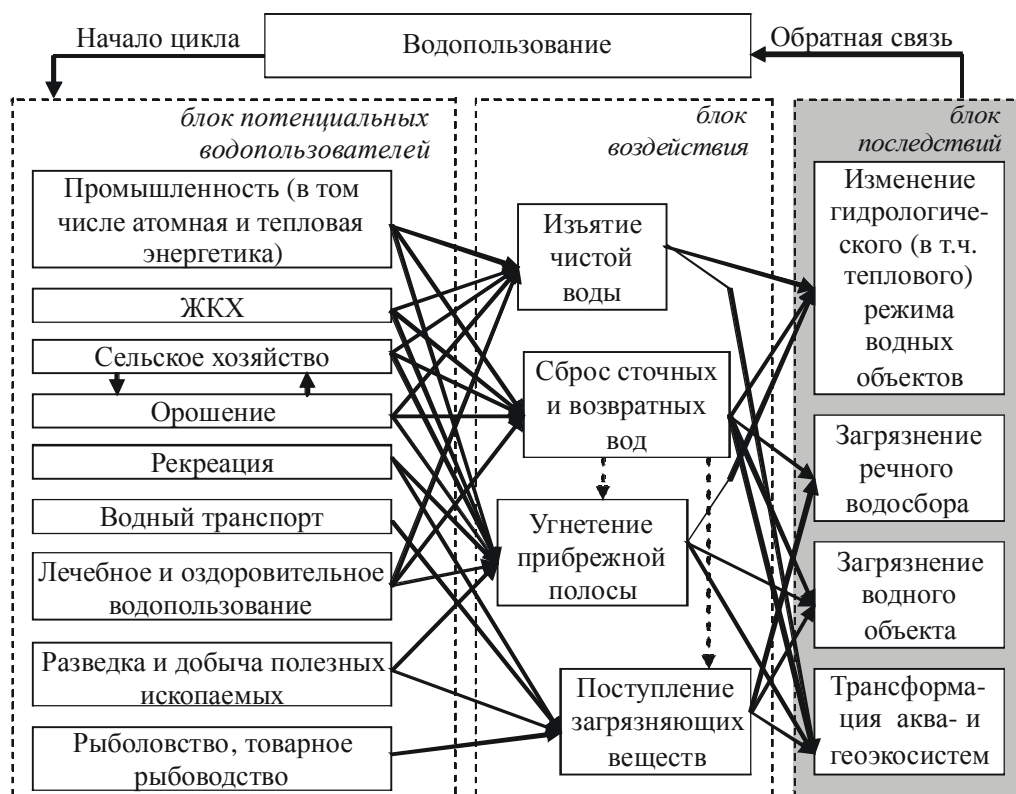 Начало цикла
Водопользование
Обратная связь
блок потенциальных
водопользователей
Промышленность (в том
числе атомная и тепловая
энергетика)
ЖКХ
Сельское хозяйство
Орошение
Рекреация
Водный транспорт
Лечебное и оздоровительное
водопользование
Разведка и добыча полезных
ископаемых
Рыболовство, товарное
рыбоводство
блок
воздействия
Изъятие
чистой
воды
Сброс сточных
и возвратных
вод
Угнетение
прибрежной
полосы
Поступление
загрязняющих
веществ
блок
последствий
Изменение
гидрологиче-
ского (в т.ч.
теплового)
режима
водных
объектов
Загрязнение
речного
водосбора
Загрязнение
водного
объекта
Трансформа-
ция аква- и
геоэкосистем